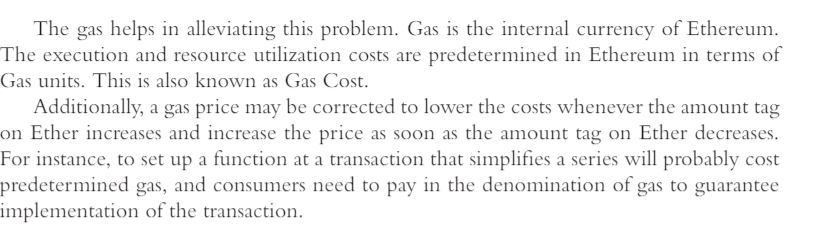 The gas helps in alleviating this problem. Gas is the internal currency of Ethereum.
The execution and resource utilization costs are predetermined in Ethereum in terms of
Gas units. This is also known as Gas Cost.
Additionally, a gas price may be corrected to lower the costs whenever the amount tag
on Ether increases and increase the price as soon as the amount tag on Ether decreases.
For instance, to set up a function at a transaction that simplifies a series will probably cost
predetermined gas, and consumers need to pay in the denomination of gas to guarantee
implementation of the transaction.